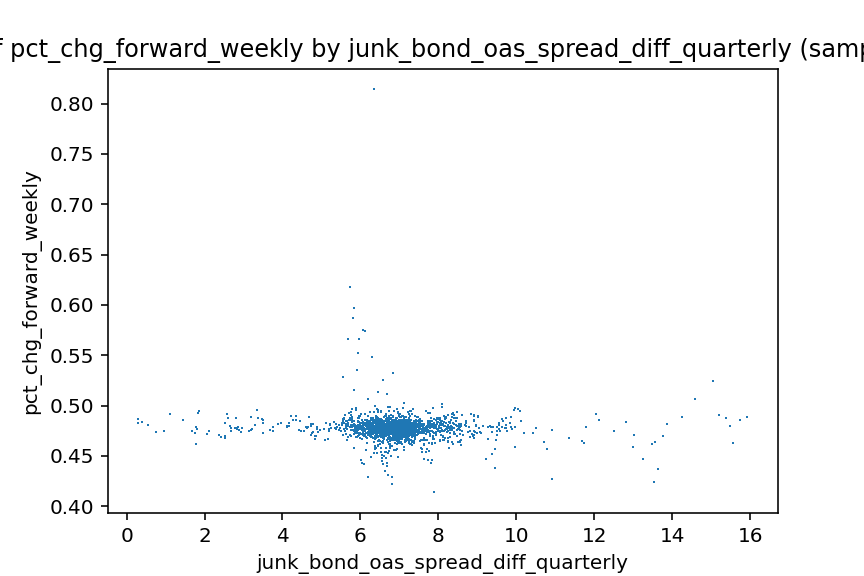 pct_chg_forward_weekly by junk_bond_oas_spread_diff_quarterly
0.80
0.75
0.70
0.65
0.60
0.55
0.50
0.45
0.40
pct_chg_forward_weekly
0 2 4 6 8 10 12 14 16
junk_bond_oas_spread_diff_quarterly